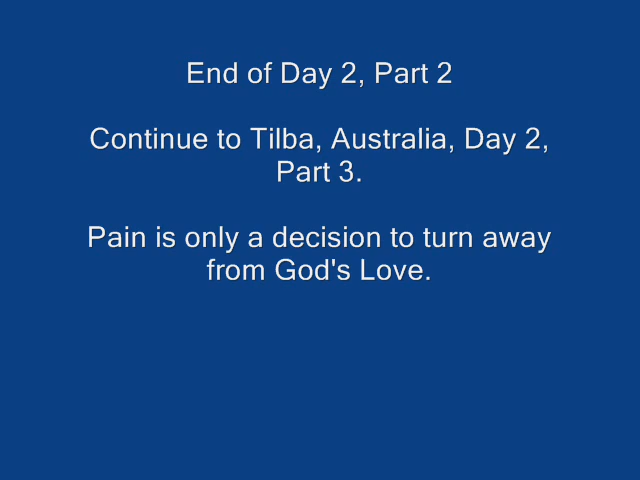 End of Day 2, Part 2
Continue to Tilba, Australia, Day 2,
Part 3.
Pain is only a decision to turn away
from God's Love.